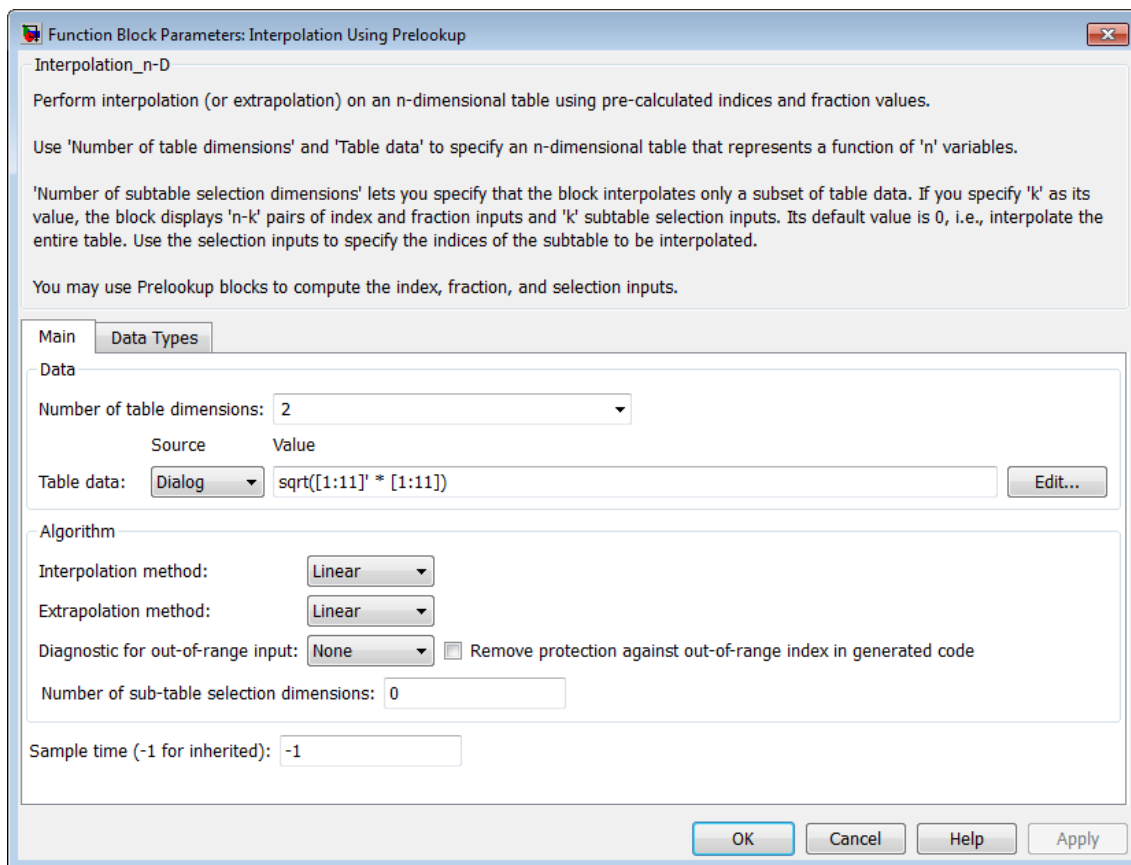 Function Block Parameters: Interpolation Using Prelookup
Interpolation_n-D
Perform interpolation (or extrapolation) on an n-dimensional table using pre-calculated indices and fraction values.
Use 'Number of table dimensions' and 'Table data' to specify an n-dimensional table that represents a function of 'n' variables.
'Number of subtable selection dimensions' lets you specify that the block interpolates only a subset of table data. If you specify 'k' as its
value, the block displays 'n-k' pairs of index and fraction inputs and 'k' subtable selection inputs. Its default value is 0, i.e., interpolate the
entire table. Use the selection inputs to specify the indices of the subtable to be interpolated.
You may use Prelookup blocks to compute the index, fraction, and selection inputs.
Main Data Types
Data
Number of table dimensions: 2
Source Value
Table data: Dialog sqrt([1:11]' * [1:11]) Edit...
Algorithm
Interpolation method: Linear
Extrapolation method: Linear
Diagnostic for out-of-range input: None Remove protection against out-of-range index in generated code
Number of sub-table selection dimensions: 0
Sample time (-1 for inherited): -1
OK Cancel Help Apply